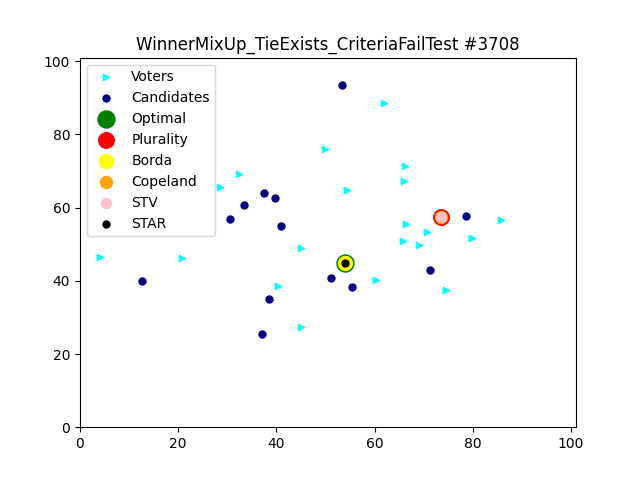 WinnerMixUp_TieExists_CriteriaFailTest #3708
100
80
60
40
20
0
0
20
40
60
80
100
Voters
Candidates
Optimal
Plurality
Borda
Copeland
STV
STAR